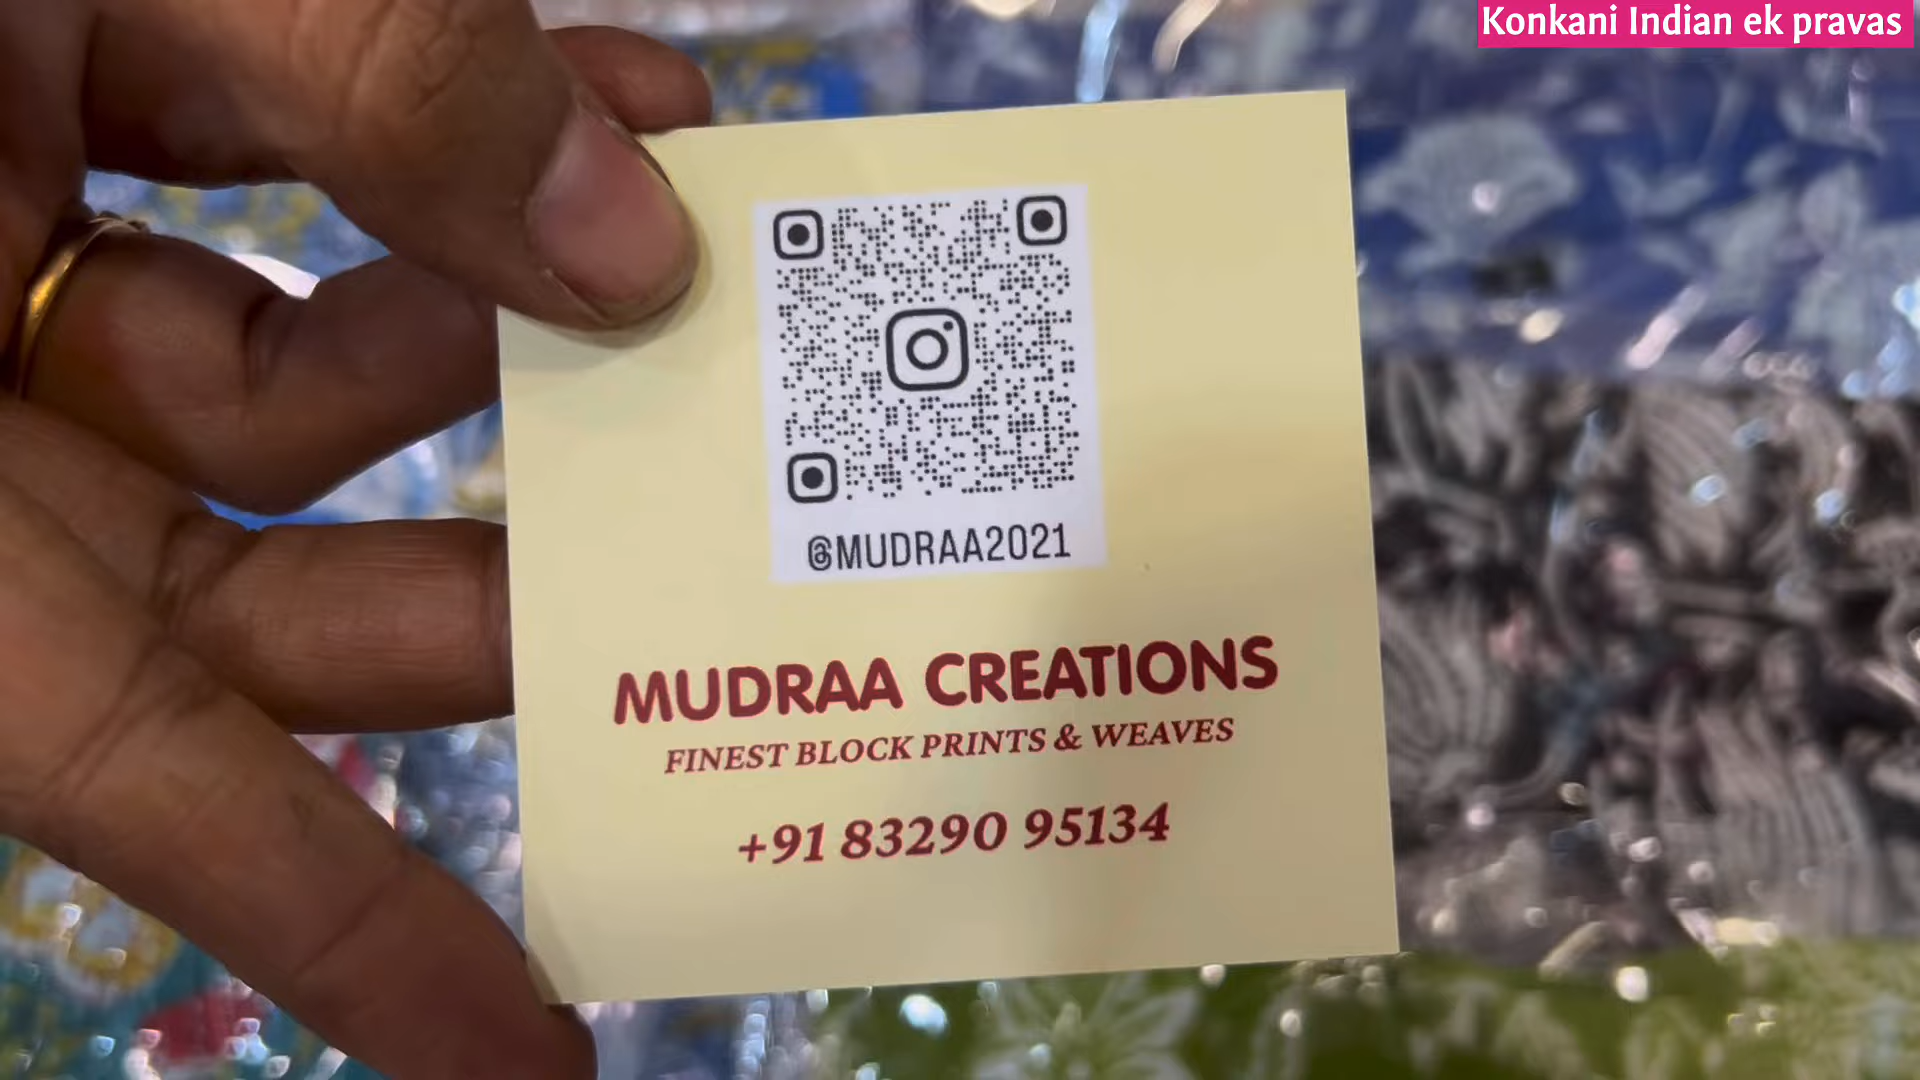 Konkani Indian ek pravas
@MUDRAA2021
MUDRAA CREATIONS
FINEST BLOCK PRINTS & WEAVES
+91 83290 95134